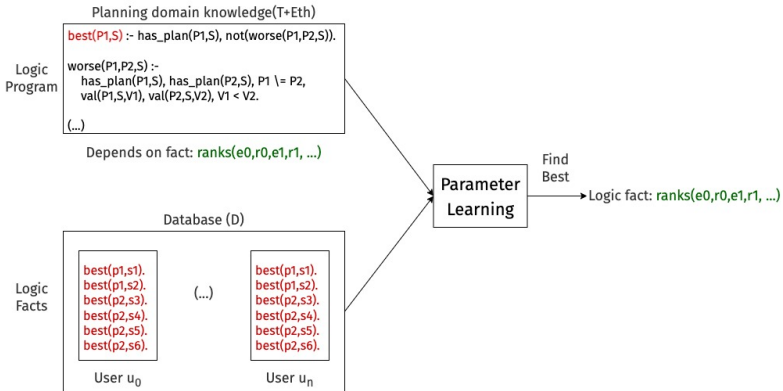 Planning domain knowledge(T+Eth)
Logic
Program
best(P1,S) :- has_plan(P1,S), not(worse(P1,P2,S)).
worse(P1,P2,S) :-
has_plan(P1,S), has_plan(P2,S), P1 \= P2,
val(P1,S,V1), val(P2,S,V2), V1 < V2.
(...)
Depends on fact: ranks(e0,r0,e1,r1, ...)
Parameter
Learning
Find
Best
Logic fact: ranks(e0,r0,e1,r1, ...)
Database (D)
Logic
Facts
best(p1,s1).
best(p1,s2).
best(p2,s3).
best(p2,s4).
best(p2,s5).
best(p2,s6).
User u0
(...)
best(p1,s1).
best(p1,s2).
best(p2,s3).
best(p2,s4).
best(p2,s5).
best(p2,s6).
User un